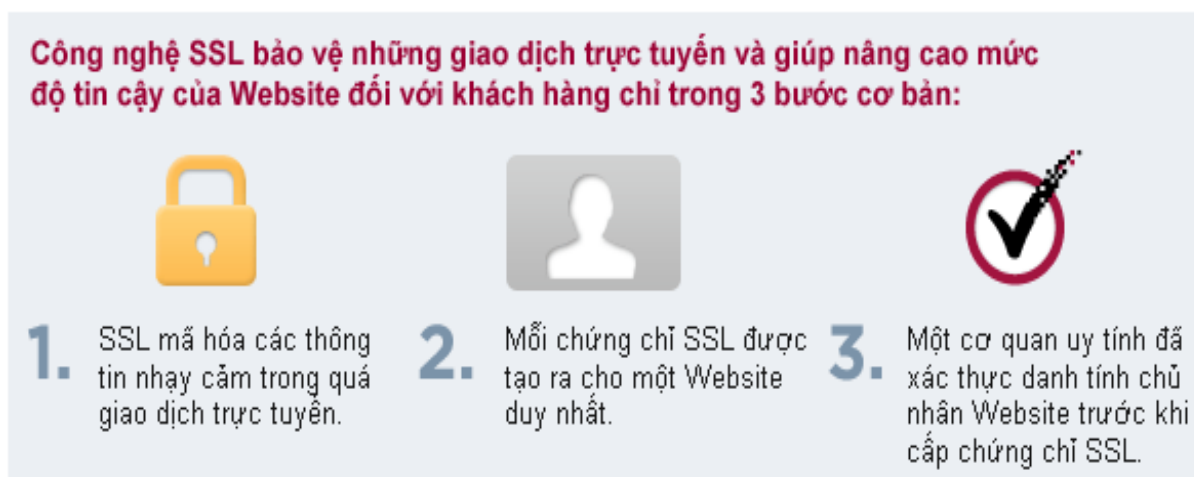 Công nghệ SSL bảo vệ những giao dịch trực tuyến và giúp nâng cao mức
độ tin cậy của Website đối với khách hàng chỉ trong 3 bước cơ bản:
1. SSL mã hóa các thông
tin nhạy cảm trong quá
giao dịch trực tuyến.
2. Mỗi chứng chỉ SSL được
tạo ra cho một Website
duy nhất.
3. Một cơ quan uy tính đã
xác thực danh tính chủ
nhân Website trước khi
cấp chứng chỉ SSL.